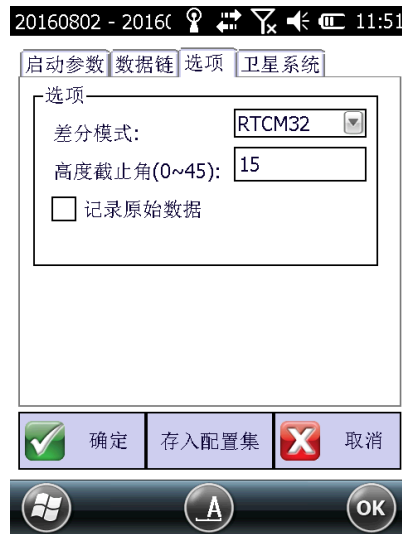 20160802 - 20160 11:51
启动参数 数据链 选项 卫星系统
选项
差分模式: RTCM32
高度截止角(0~45): 15
记录原始数据
确定 存入配置集 取消
A OK